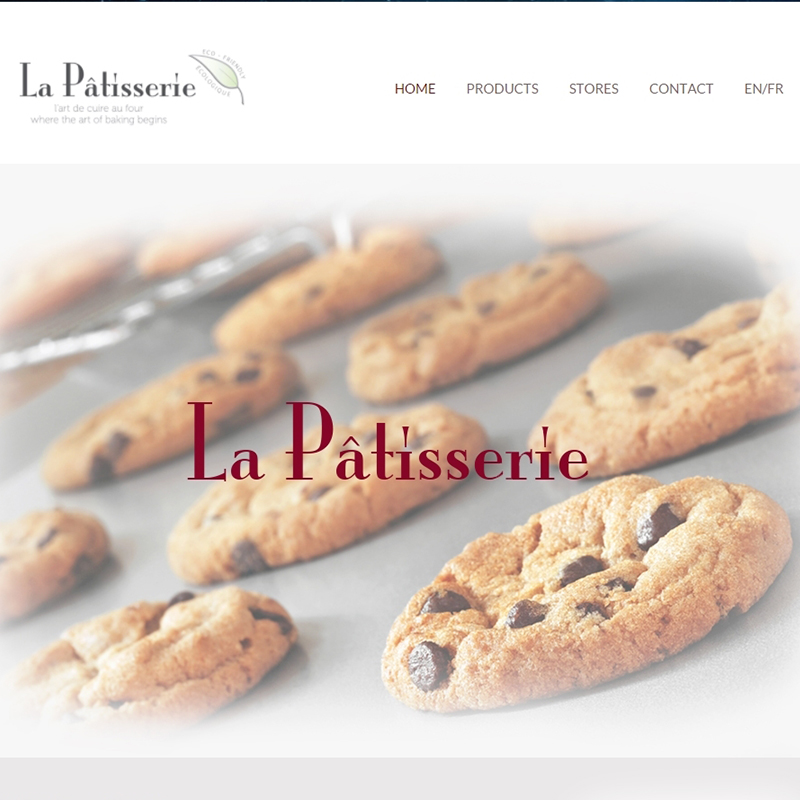 La Pâtisserie
ECO - FRIENDLY
ÉCOLOGIQUE
l'art de cuire au four
where the art of baking begins
HOME PRODUCTS STORES CONTACT EN/FR
La Pâtisserie